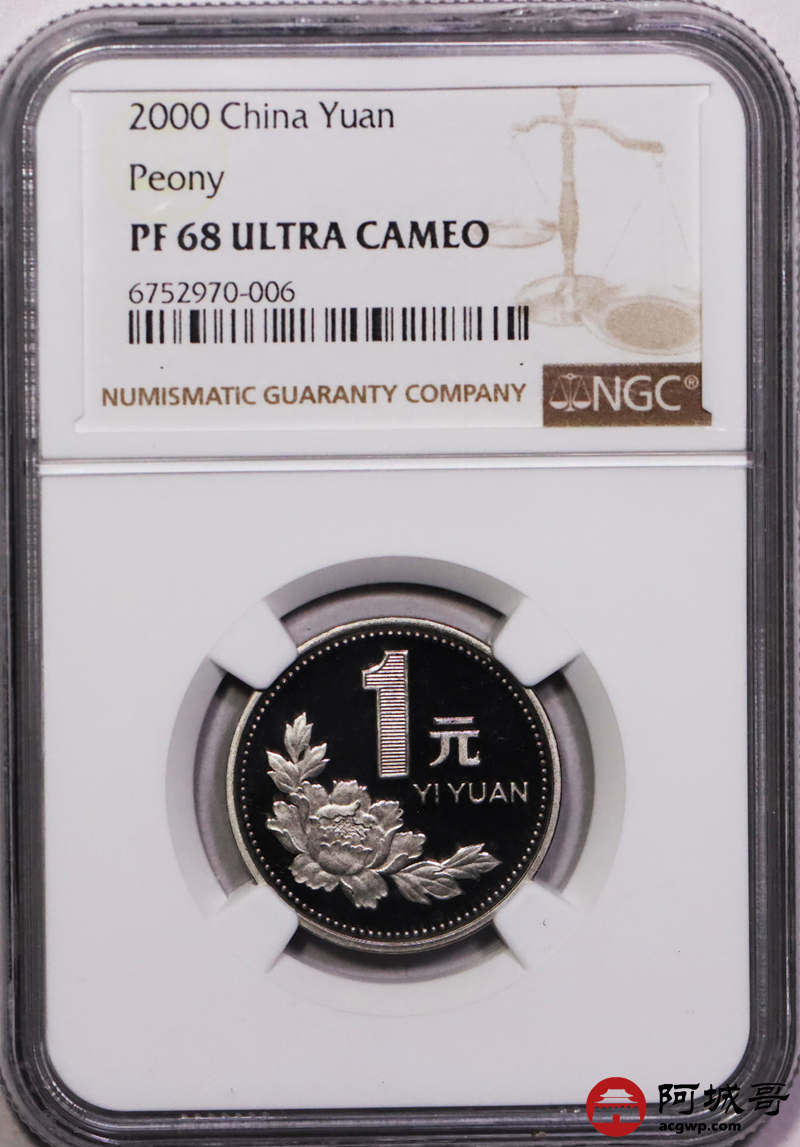 2000 China Yuan
Peony
PF 68 ULTRA CAMEO
6752970-006
NUMISMATIC GUARANTY COMPANY
NGC®
1
元
YI YUAN
阿城哥
acgwp.com